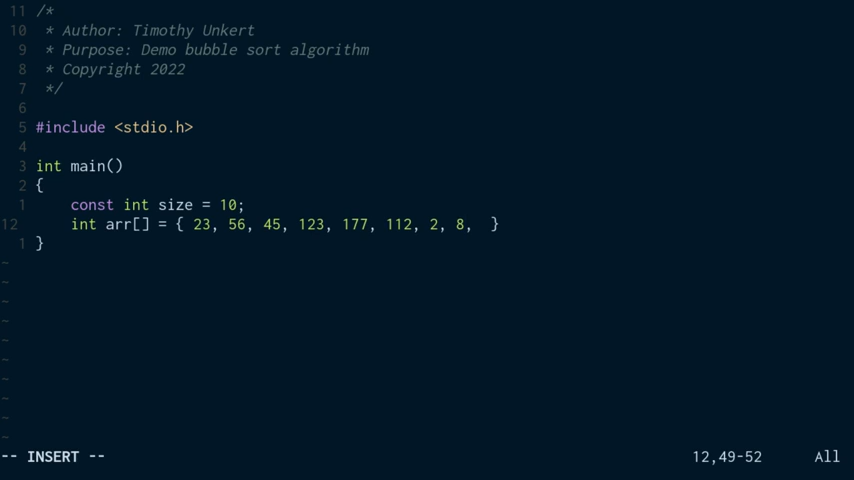 11 /*
10  * Author: Timothy Unkert
9  * Purpose: Demo bubble sort algorithm
8  * Copyright 2022
7  */
6
5 #include <stdio.h>
4
3 int main()
2 {
1     const int size = 10;
12     int arr[] = { 23, 56, 45, 123, 177, 112, 2, 8,  }
1 }
~
~
~
~
~
~
~
~
~
~
-- INSERT -- 12,49-52 All